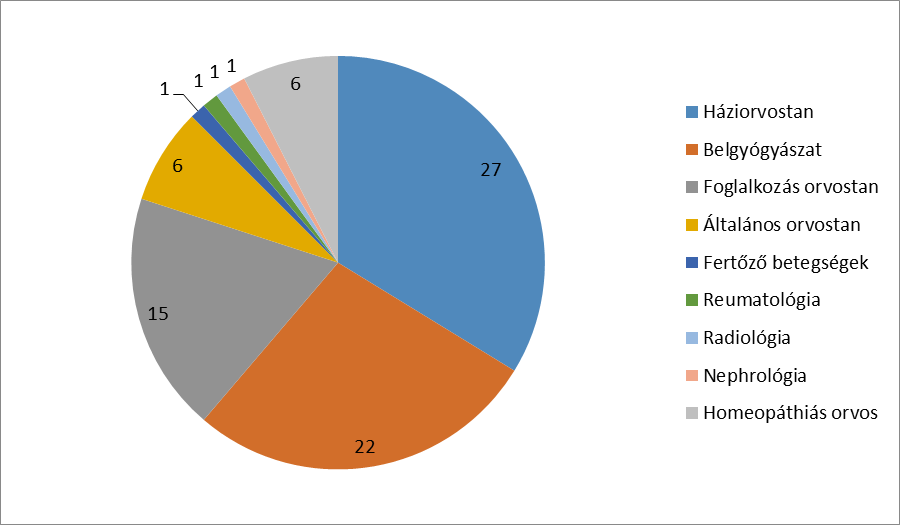 1
1
1
1
6
27
6
15
22
Háziorvostan
Belgyógyászat
Foglalkozás orvostan
Általános orvostan
Fertőző betegségek
Reumatológia
Radiológia
Nephrológia
Homeopáthiás orvos